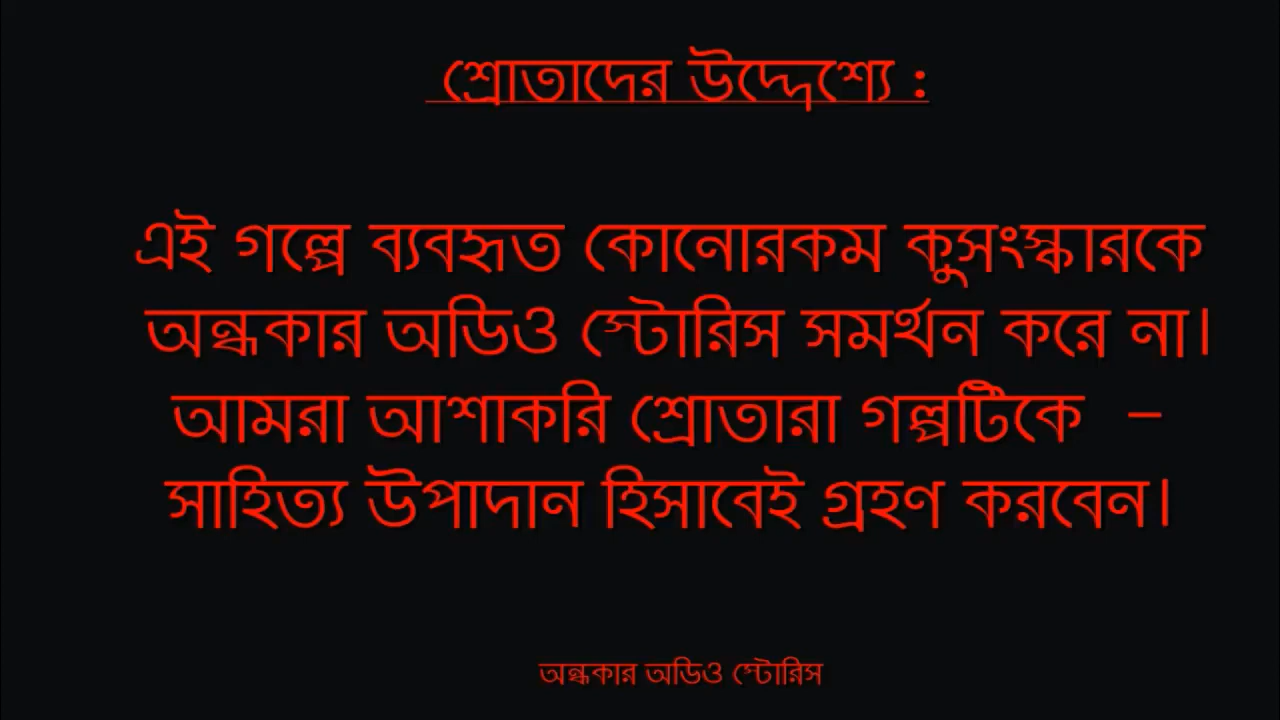 শ্রোতাদের উদ্দেশ্যে :
এই গল্পে ব্যবহৃত কোনোরকম কুসংস্কারকে
অন্ধকার অডিও স্টোরিস সমর্থন করে না।
আমরা আশাকরি শ্রোতারা গল্পটিকে –
সাহিত্য উপাদান হিসাবেই গ্রহণ করবেন।
অন্ধকার অডিও স্টোরিস